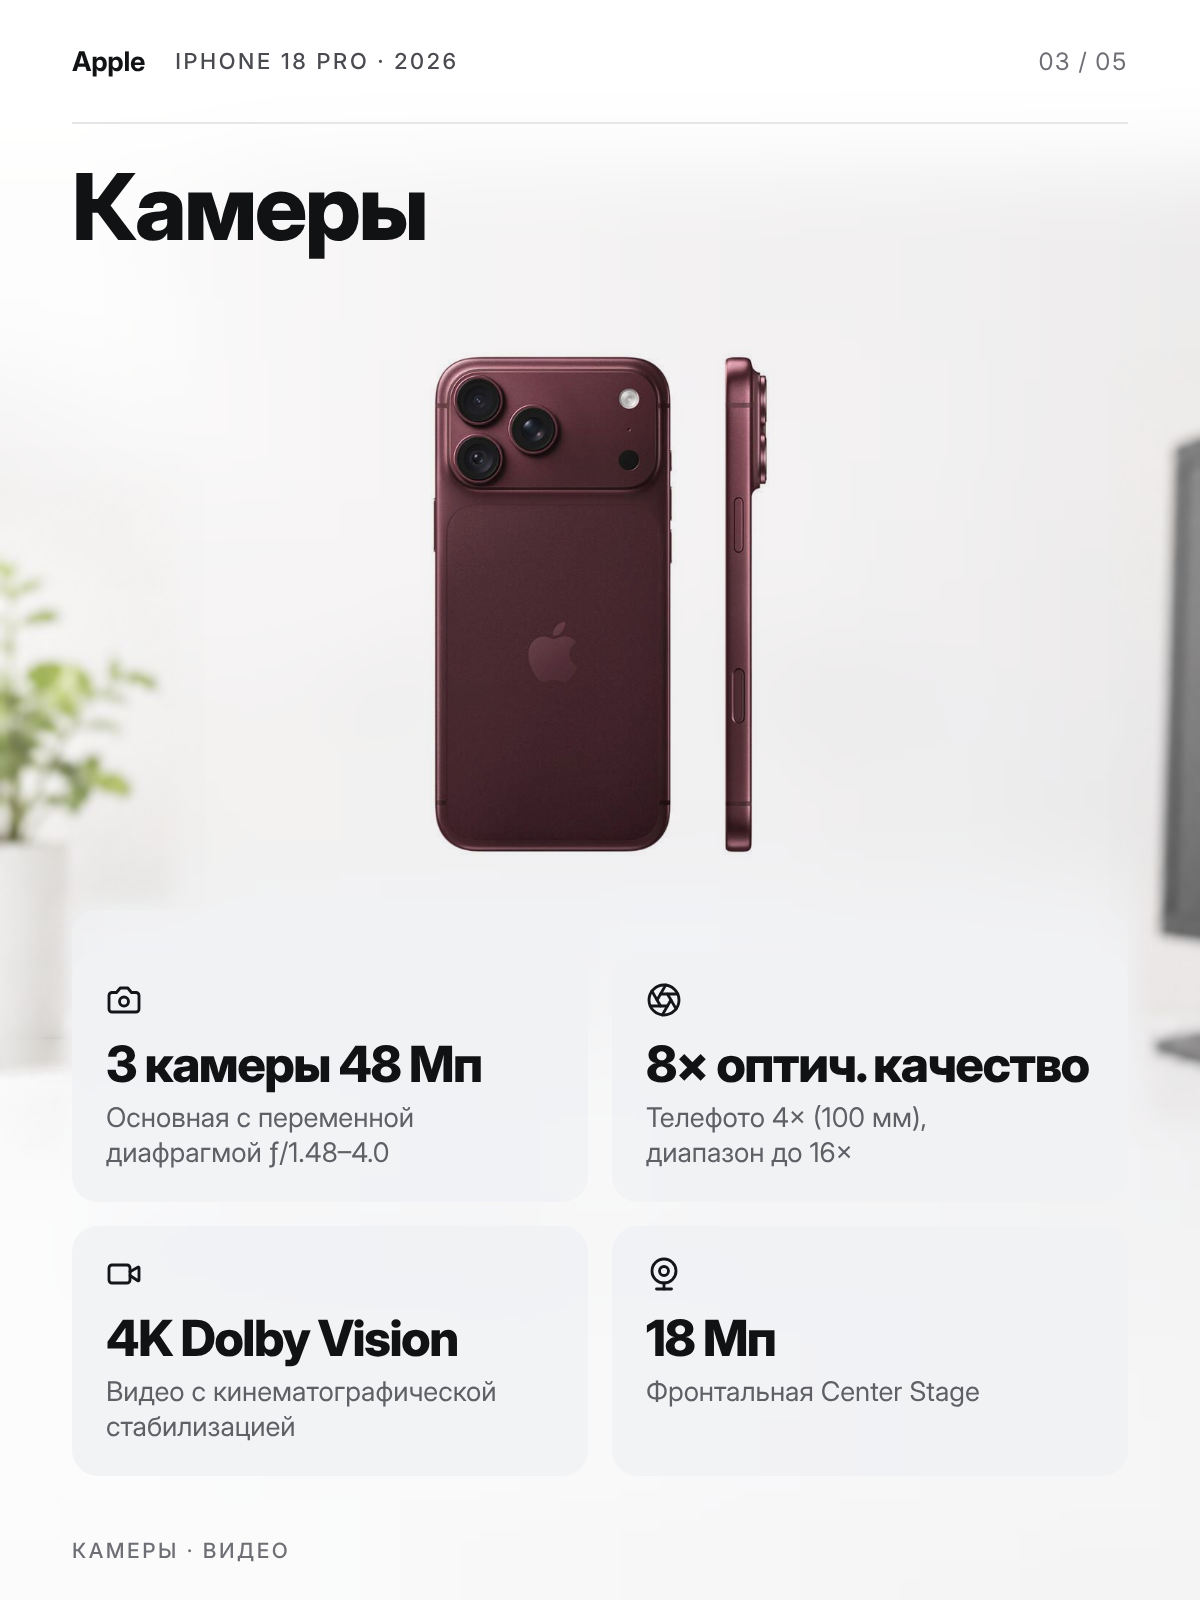 Apple IPHONE 18 PRO · 2026 03 / 05
Камеры
3 камеры 48 Мп
Основная с переменной
диафрагмой ƒ/1.48–4.0
8× оптич. качество
Телефото 4× (100 мм),
диапазон до 16×
4K Dolby Vision
Видео с кинематографической
стабилизацией
18 Мп
Фронтальная Center Stage
КАМЕРЫ · ВИДЕО